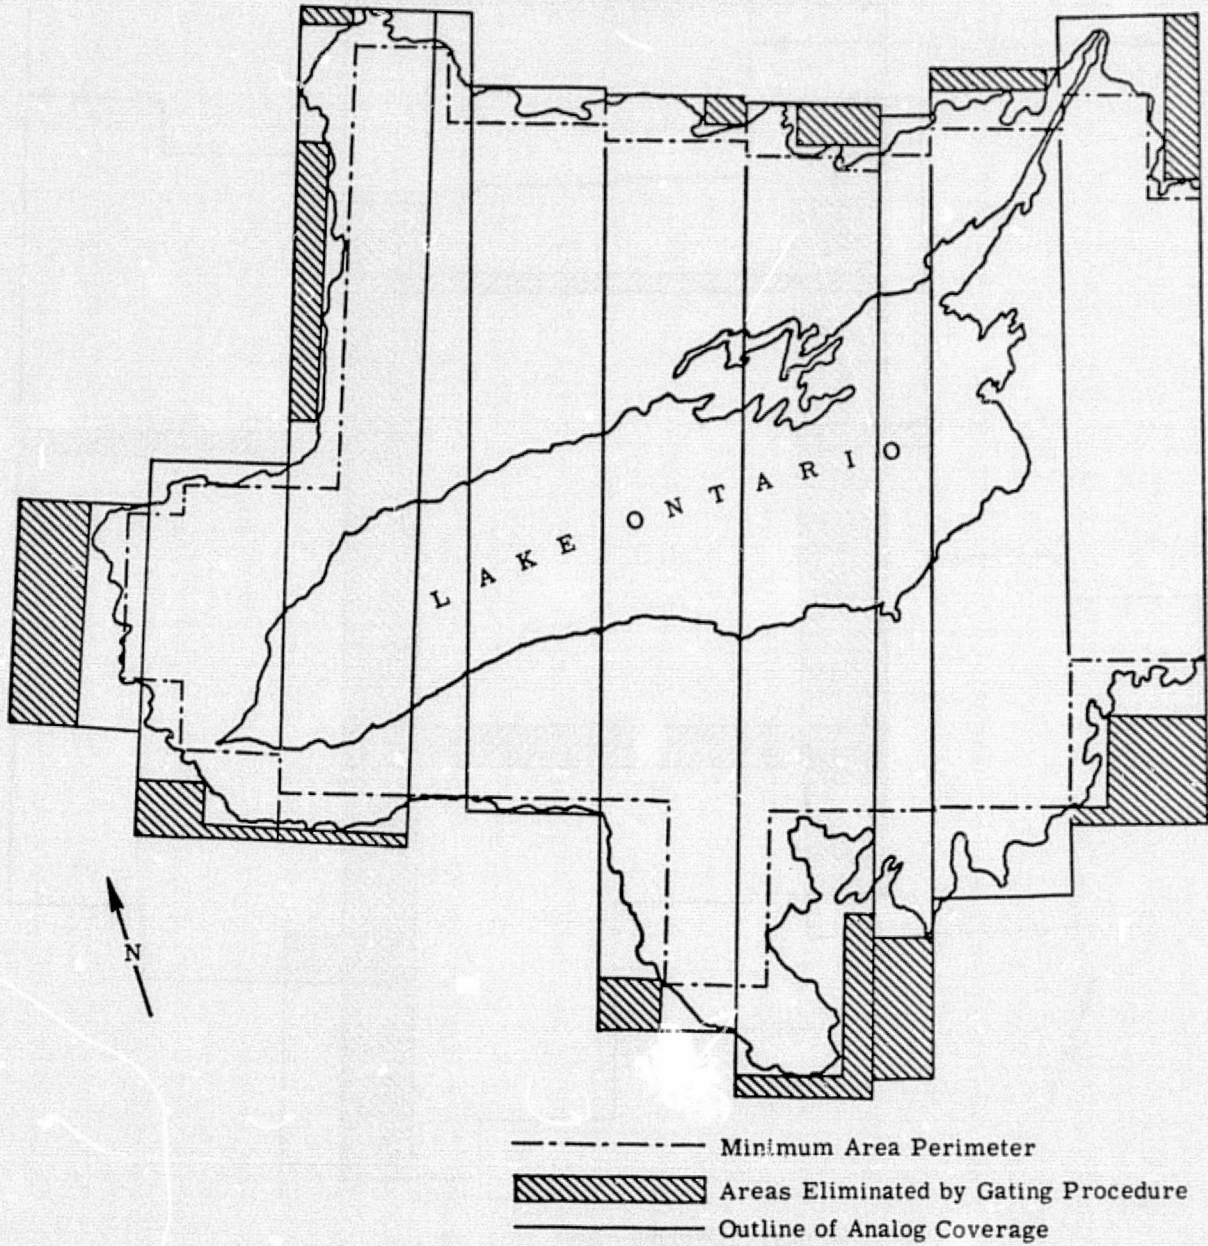 LAKE ONTARIO
N
Minimum Area Perimeter
Areas Eliminated by Gating Procedure
Outline of Analog Coverage